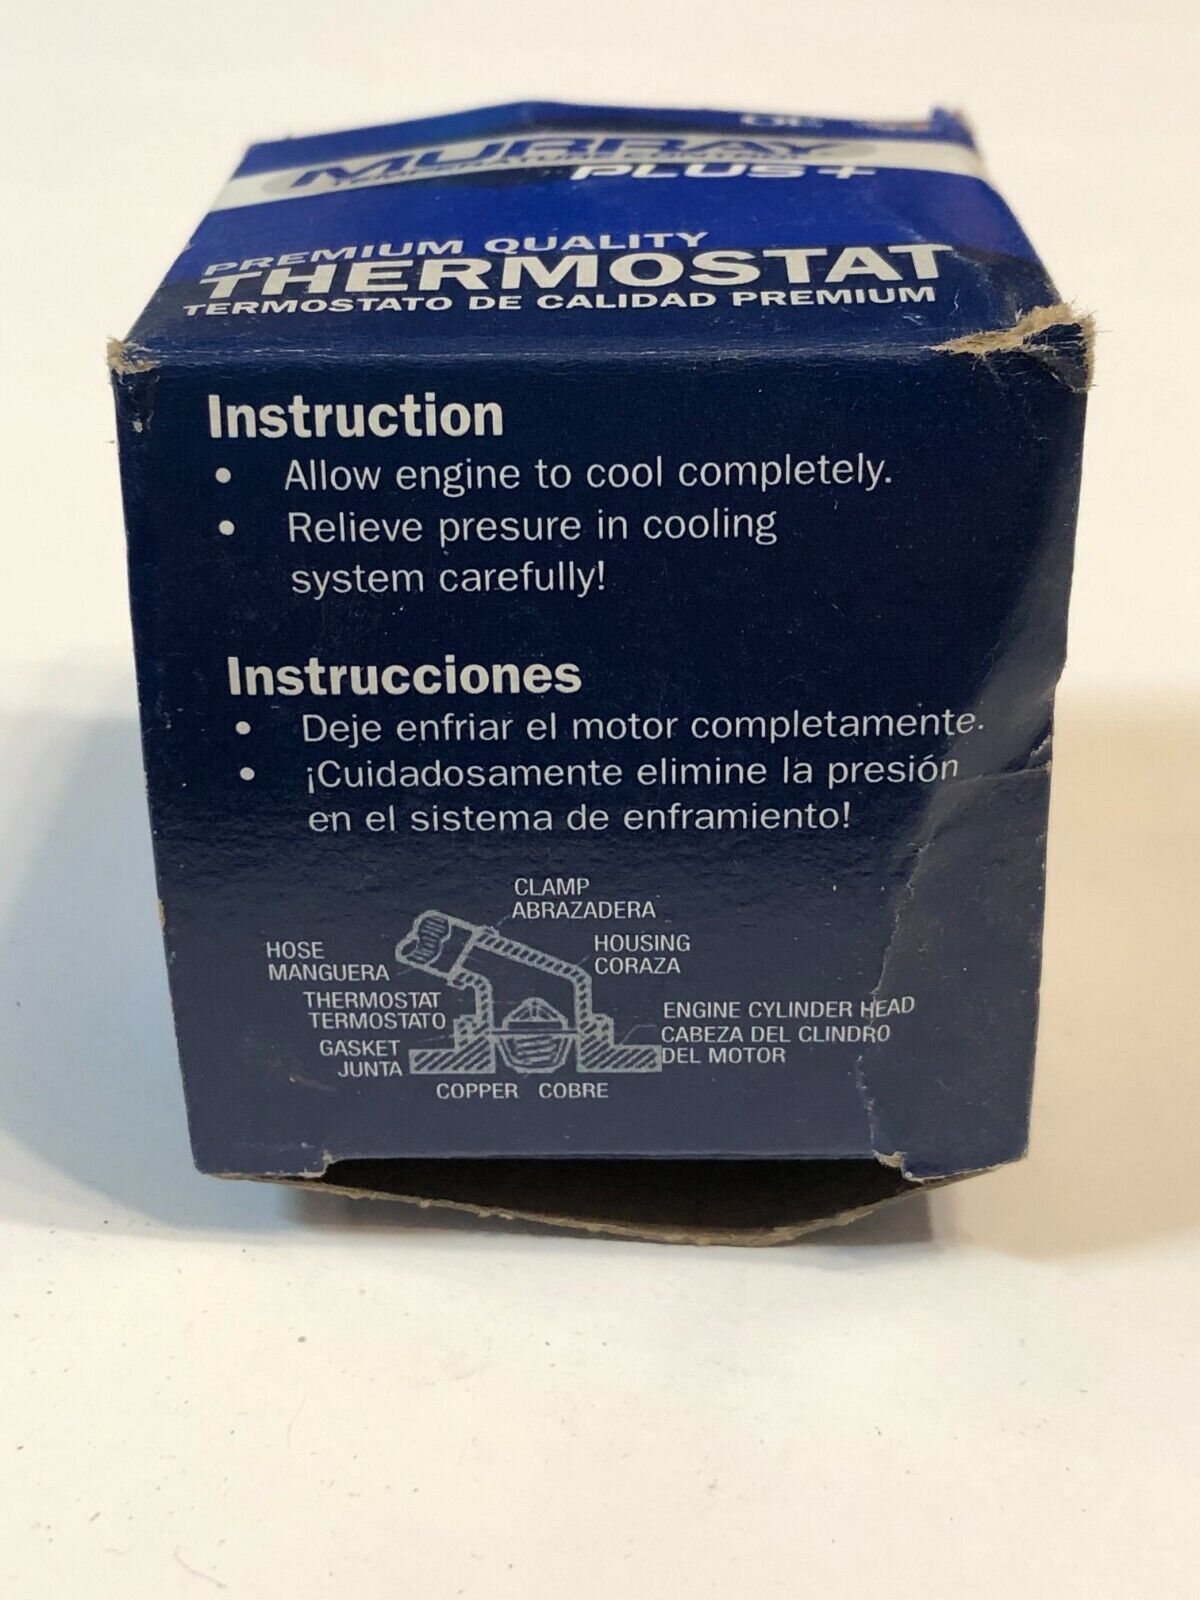 MURRAY
PLUS+
PREMIUM QUALITY
THERMOSTAT
TERMOSTATO DE CALIDAD PREMIUM
Instruction
• Allow engine to cool completely.
• Relieve presure in cooling
system carefully!
Instrucciones
• Deje enfriar el motor completamente.
• ¡Cuidadosamente elimine la presión
en el sistema de enframiento!
CLAMP
ABRAZADERA
HOSE
MANGUERA
HOUSING
CORAZA
THERMOSTAT
TERMOSTATO
ENGINE CYLINDER HEAD
CABEZA DEL CLINDRO
DEL MOTOR
GASKET
JUNTA
COPPER COBRE